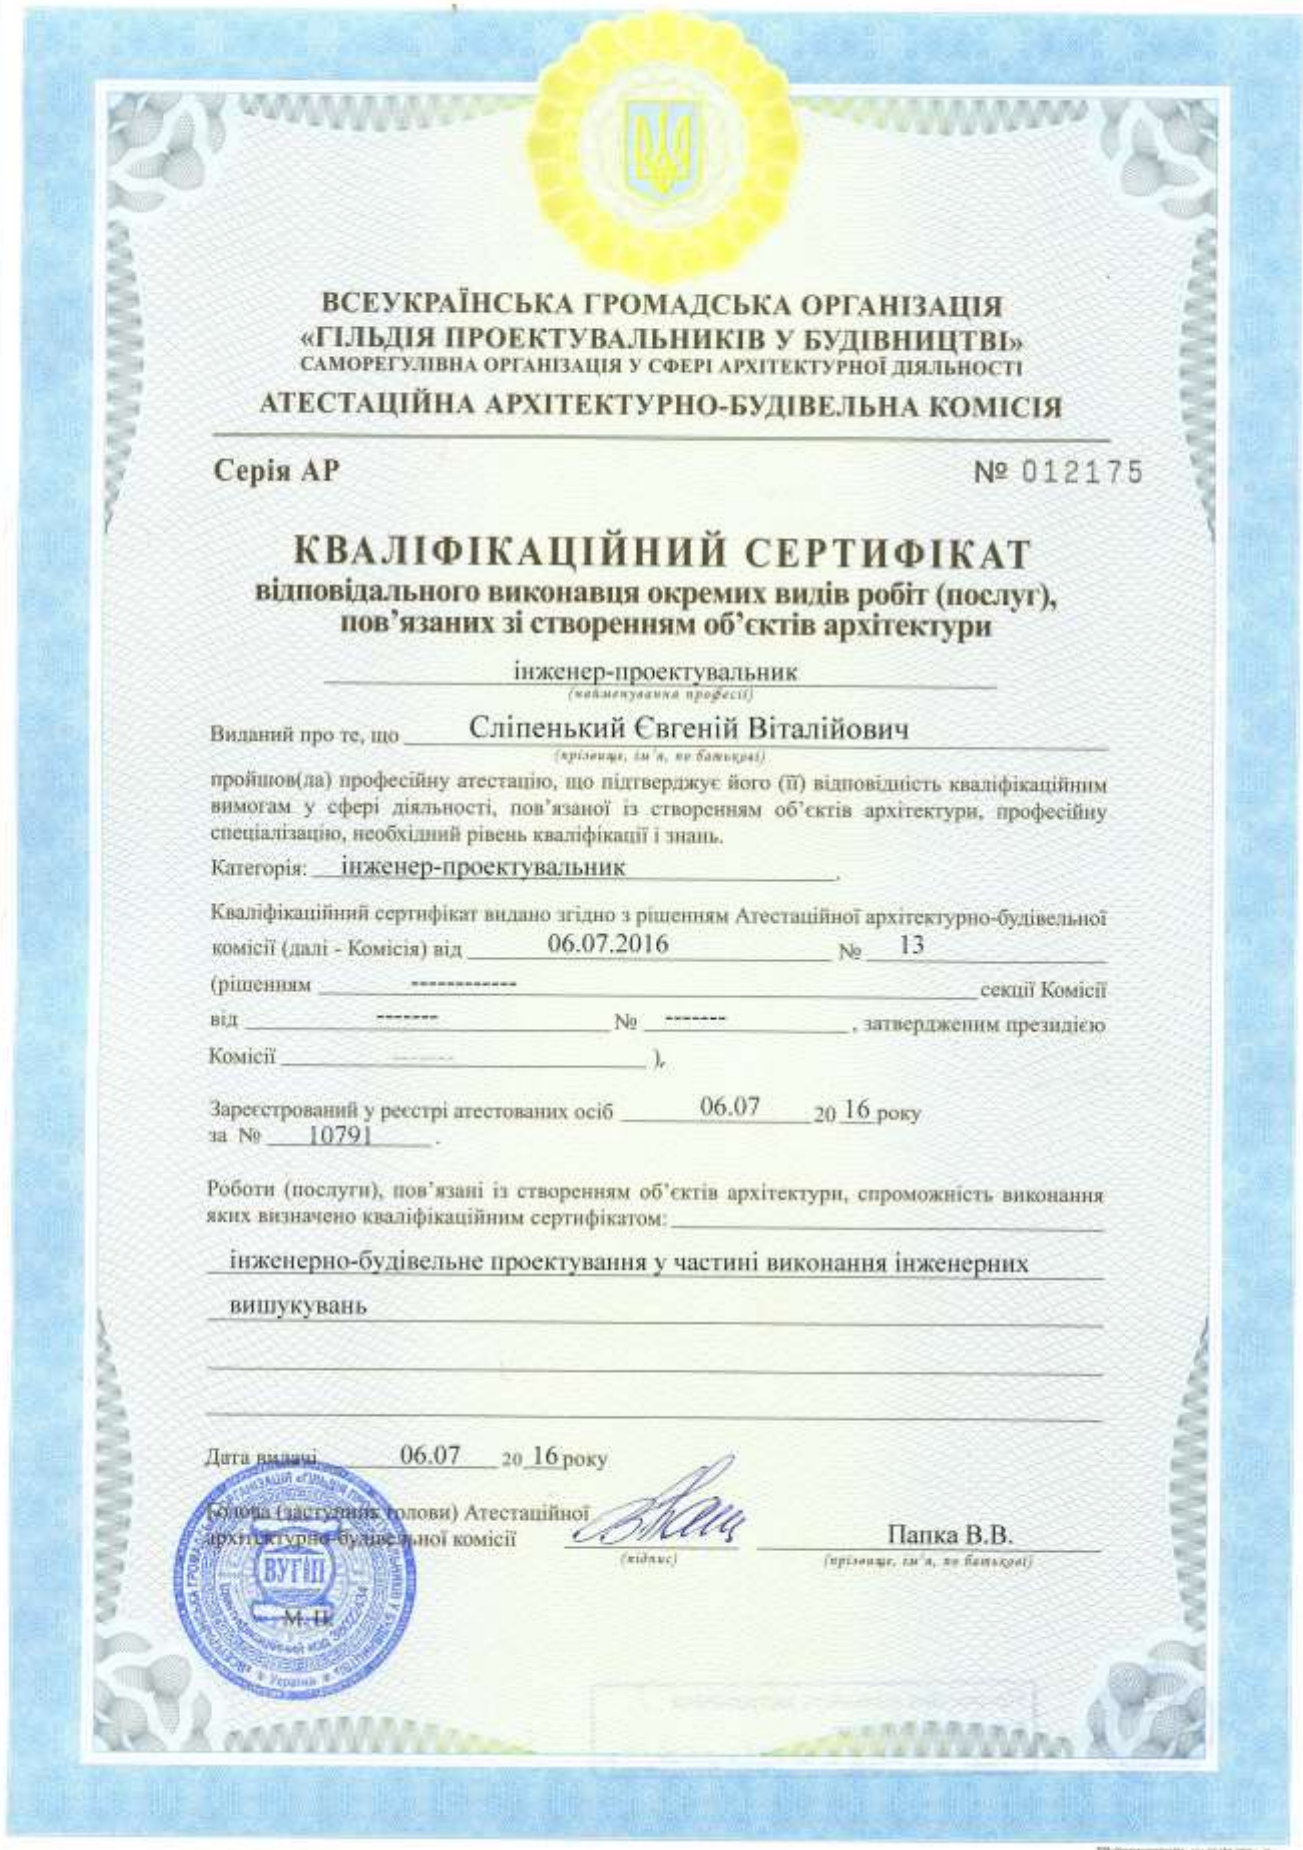 ВСЕУКРАЇНСЬКА ГРОМАДСЬКА ОРГАНІЗАЦІЯ
«ГІЛЬДІЯ ПРОЕКТУВАЛЬНИКІВ У БУДІВНИЦТВІ»
САМОРЕГУЛІВНА ОРГАНІЗАЦІЯ У СФЕРІ АРХІТЕКТУРНОЇ ДІЯЛЬНОСТІ
АТЕСТАЦІЙНА АРХІТЕКТУРНО-БУДІВЕЛЬНА КОМІСІЯ
Серія АР № 012175
КВАЛІФІКАЦІЙНИЙ СЕРТИФІКАТ
відповідального виконавця окремих видів робіт (послуг),
пов’язаних зі створенням об’єктів архітектури
інженер-проектувальник
(найменування професії)
Виданий про те, що Сліпенький Євгеній Віталійович
(прізвище, ім’я, по батькові)
пройшов(ла) професійну атестацію, що підтверджує його (її) відповідність кваліфікаційним
вимогам у сфері діяльності, пов’язаної із створенням об’єктів архітектури, професійну
спеціалізацію, необхідний рівень кваліфікації і знань.
Категорія: інженер-проектувальник.
Кваліфікаційний сертифікат видано згідно з рішенням Атестаційної архітектурно-будівельної
комісії (далі - Комісія) від 06.07.2016 № 13
(рішенням ------------ секції Комісії
від ------- № -------, затвердженим президією
Комісії ------- ),
Зареєстрований у реєстрі атестованих осіб 06.07 2016 року
за № 10791.
Роботи (послуги), пов’язані із створенням об’єктів архітектури, спроможність виконання
яких визначено кваліфікаційним сертифікатом:
інженерно-будівельне проектування у частині виконання інженерних
вишукувань
Дата видачі 06.07 2016 року
Голова (заступник голови) Атестаційної
архітектурно-будівельної комісії
(підпис)
Папка В.В.
(прізвище, ім’я, по батькові)
ВУГІП
М.П.
Україна